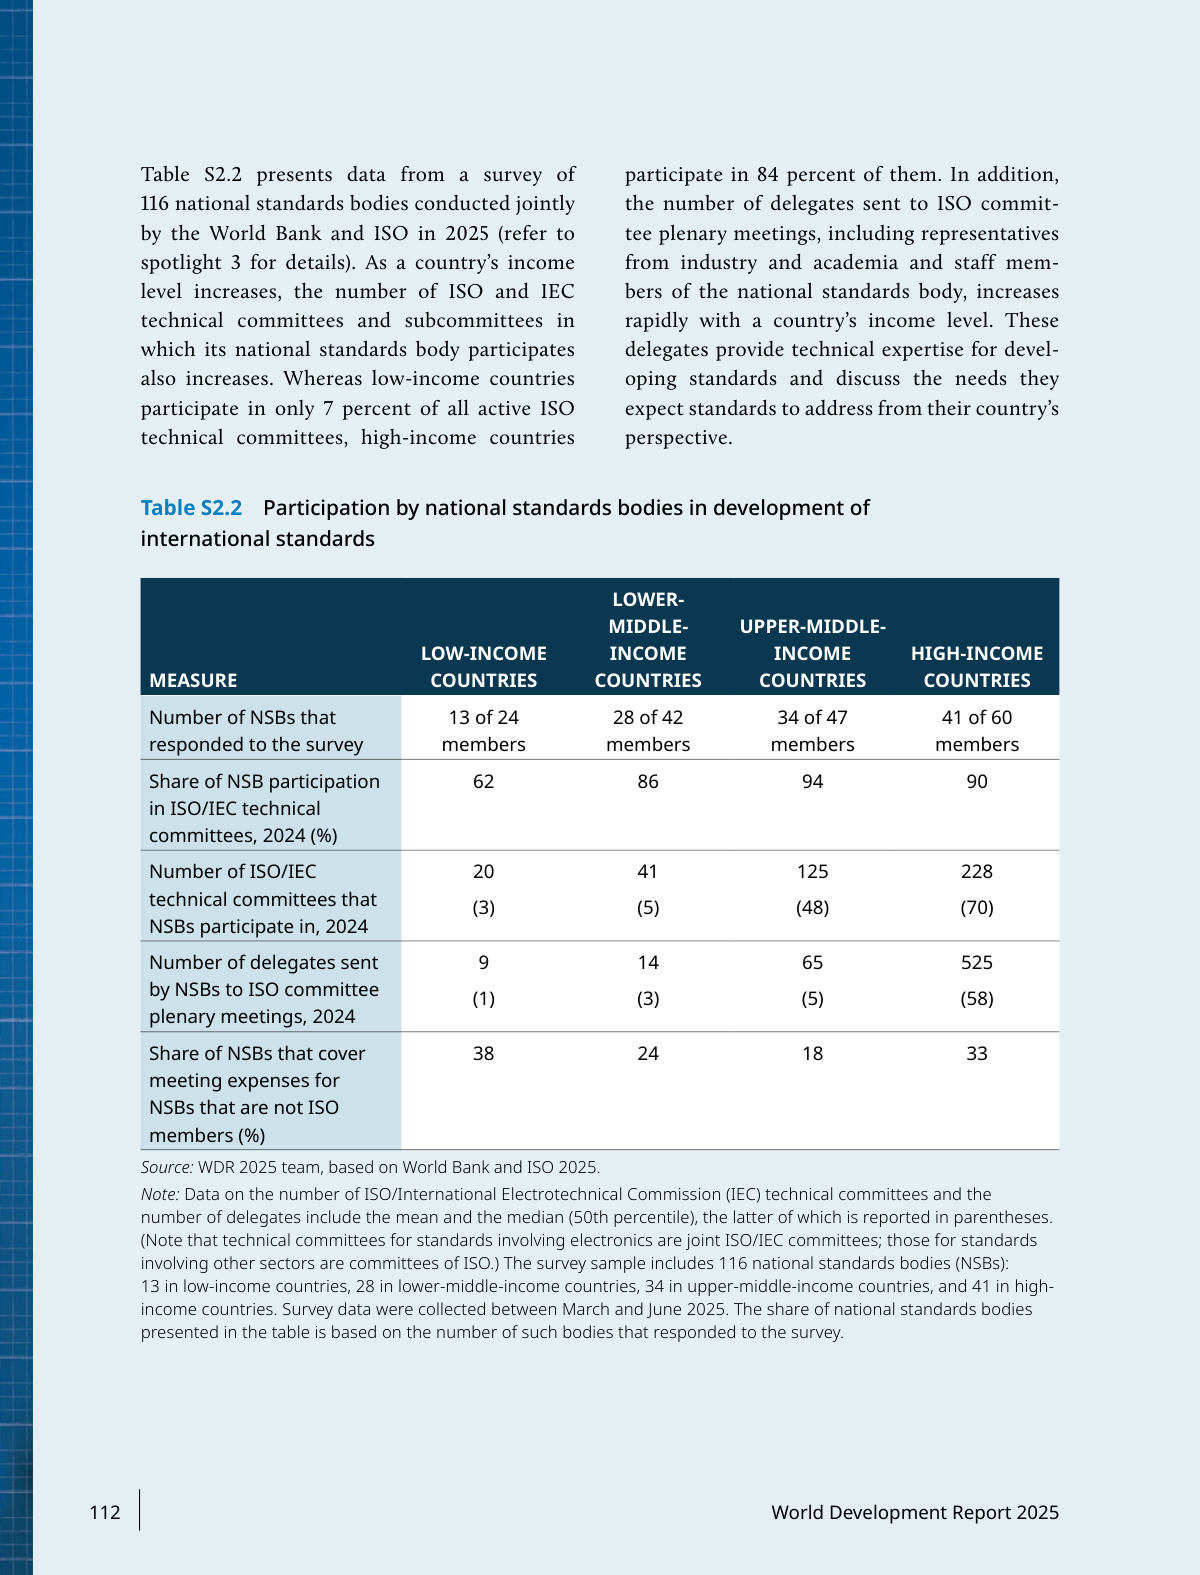 Table S2.2 presents data from a survey of
116 national standards bodies conducted jointly
by the World Bank and ISO in 2025 (refer to
spotlight 3 for details). As a country's income
level increases, the number of ISO and IEC
technical committees and subcommittees in
which its national standards body participates
also increases. Whereas low-income countries
participate in only 7 percent of all active ISO
technical committees, high-income countries
participate in 84 percent of them. In addition,
the number of delegates sent to ISO commit-
tee plenary meetings, including representatives
from industry and academia and staff mem-
bers of the national standards body, increases
rapidly with a country's income level. These
delegates provide technical expertise for devel-
oping standards and discuss the needs they
expect standards to address from their country's
perspective.
Table S2.2 Participation by national standards bodies in development of
international standards
MEASURE
LOW-INCOME
COUNTRIES
LOWER-
MIDDLE-
INCOME
COUNTRIES
UPPER-MIDDLE-
INCOME
COUNTRIES
HIGH-INCOME
COUNTRIES
Number of NSBs that
responded to the survey
13 of 24
members
28 of 42
members
34 of 47
members
41 of 60
members
Share of NSB participation
in ISO/IEC technical
committees, 2024 (%)
62
86
94
90
Number of ISO/IEC
technical committees that
NSBs participate in, 2024
20
(3)
41
(5)
125
(48)
228
(70)
Number of delegates sent
by NSBs to ISO committee
plenary meetings, 2024
9
(1)
14
(3)
65
(5)
525
(58)
Share of NSBs that cover
meeting expenses for
NSBs that are not ISO
members (%)
38
24
18
33
Source: WDR 2025 team, based on World Bank and ISO 2025.
Note: Data on the number of ISO/International Electrotechnical Commission (IEC) technical committees and the
number of delegates include the mean and the median (50th percentile), the latter of which is reported in parentheses.
(Note that technical committees for standards involving electronics are joint ISO/IEC committees; those for standards
involving other sectors are committees of ISO.) The survey sample includes 116 national standards bodies (NSBs):
13 in low-income countries, 28 in lower-middle-income countries, 34 in upper-middle-income countries, and 41 in high-
income countries. Survey data were collected between March and June 2025. The share of national standards bodies
presented in the table is based on the number of such bodies that responded to the survey.
112
World Development Report 2025